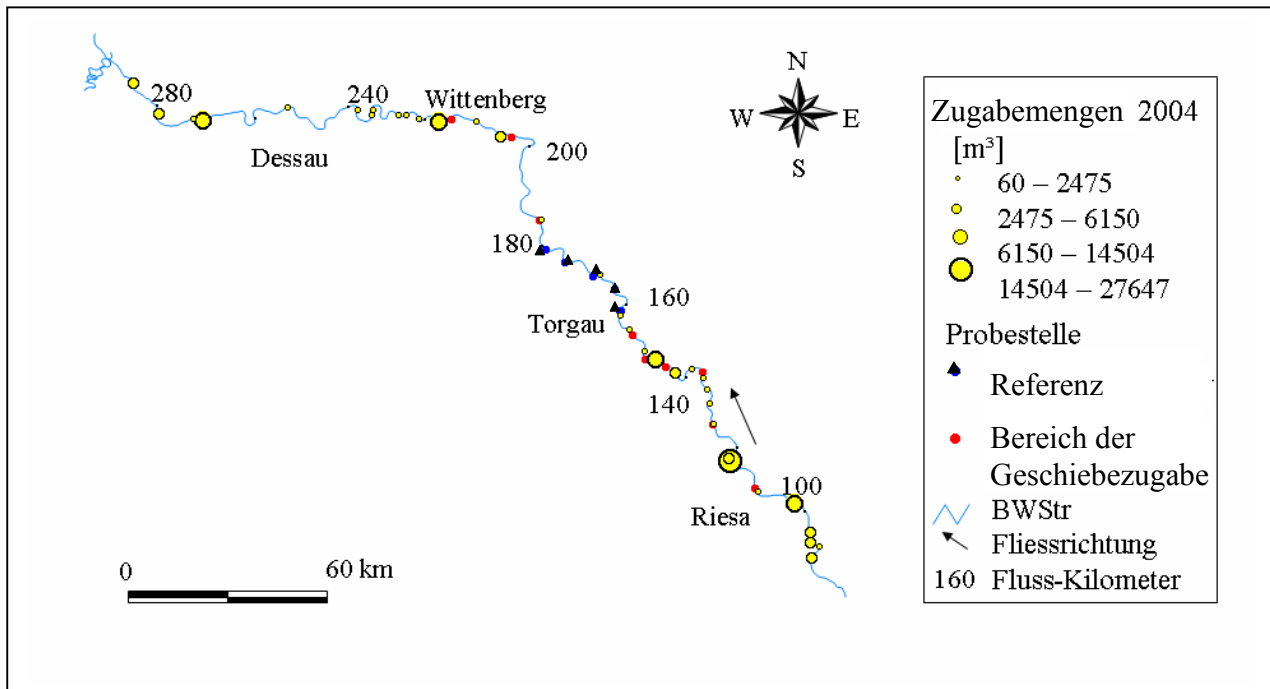 N
W E
S
280
240
Wittenberg
Dessau
200
180
160
Torgau
140
100
Riesa
0 60 km
Zugabemengen 2004
[m³]
60 – 2475
2475 – 6150
6150 – 14504
14504 – 27647
Probestelle
Referenz
Bereich der
Geschiebezugabe
BWStr
Fliessrichtung
160 Fluss-Kilometer